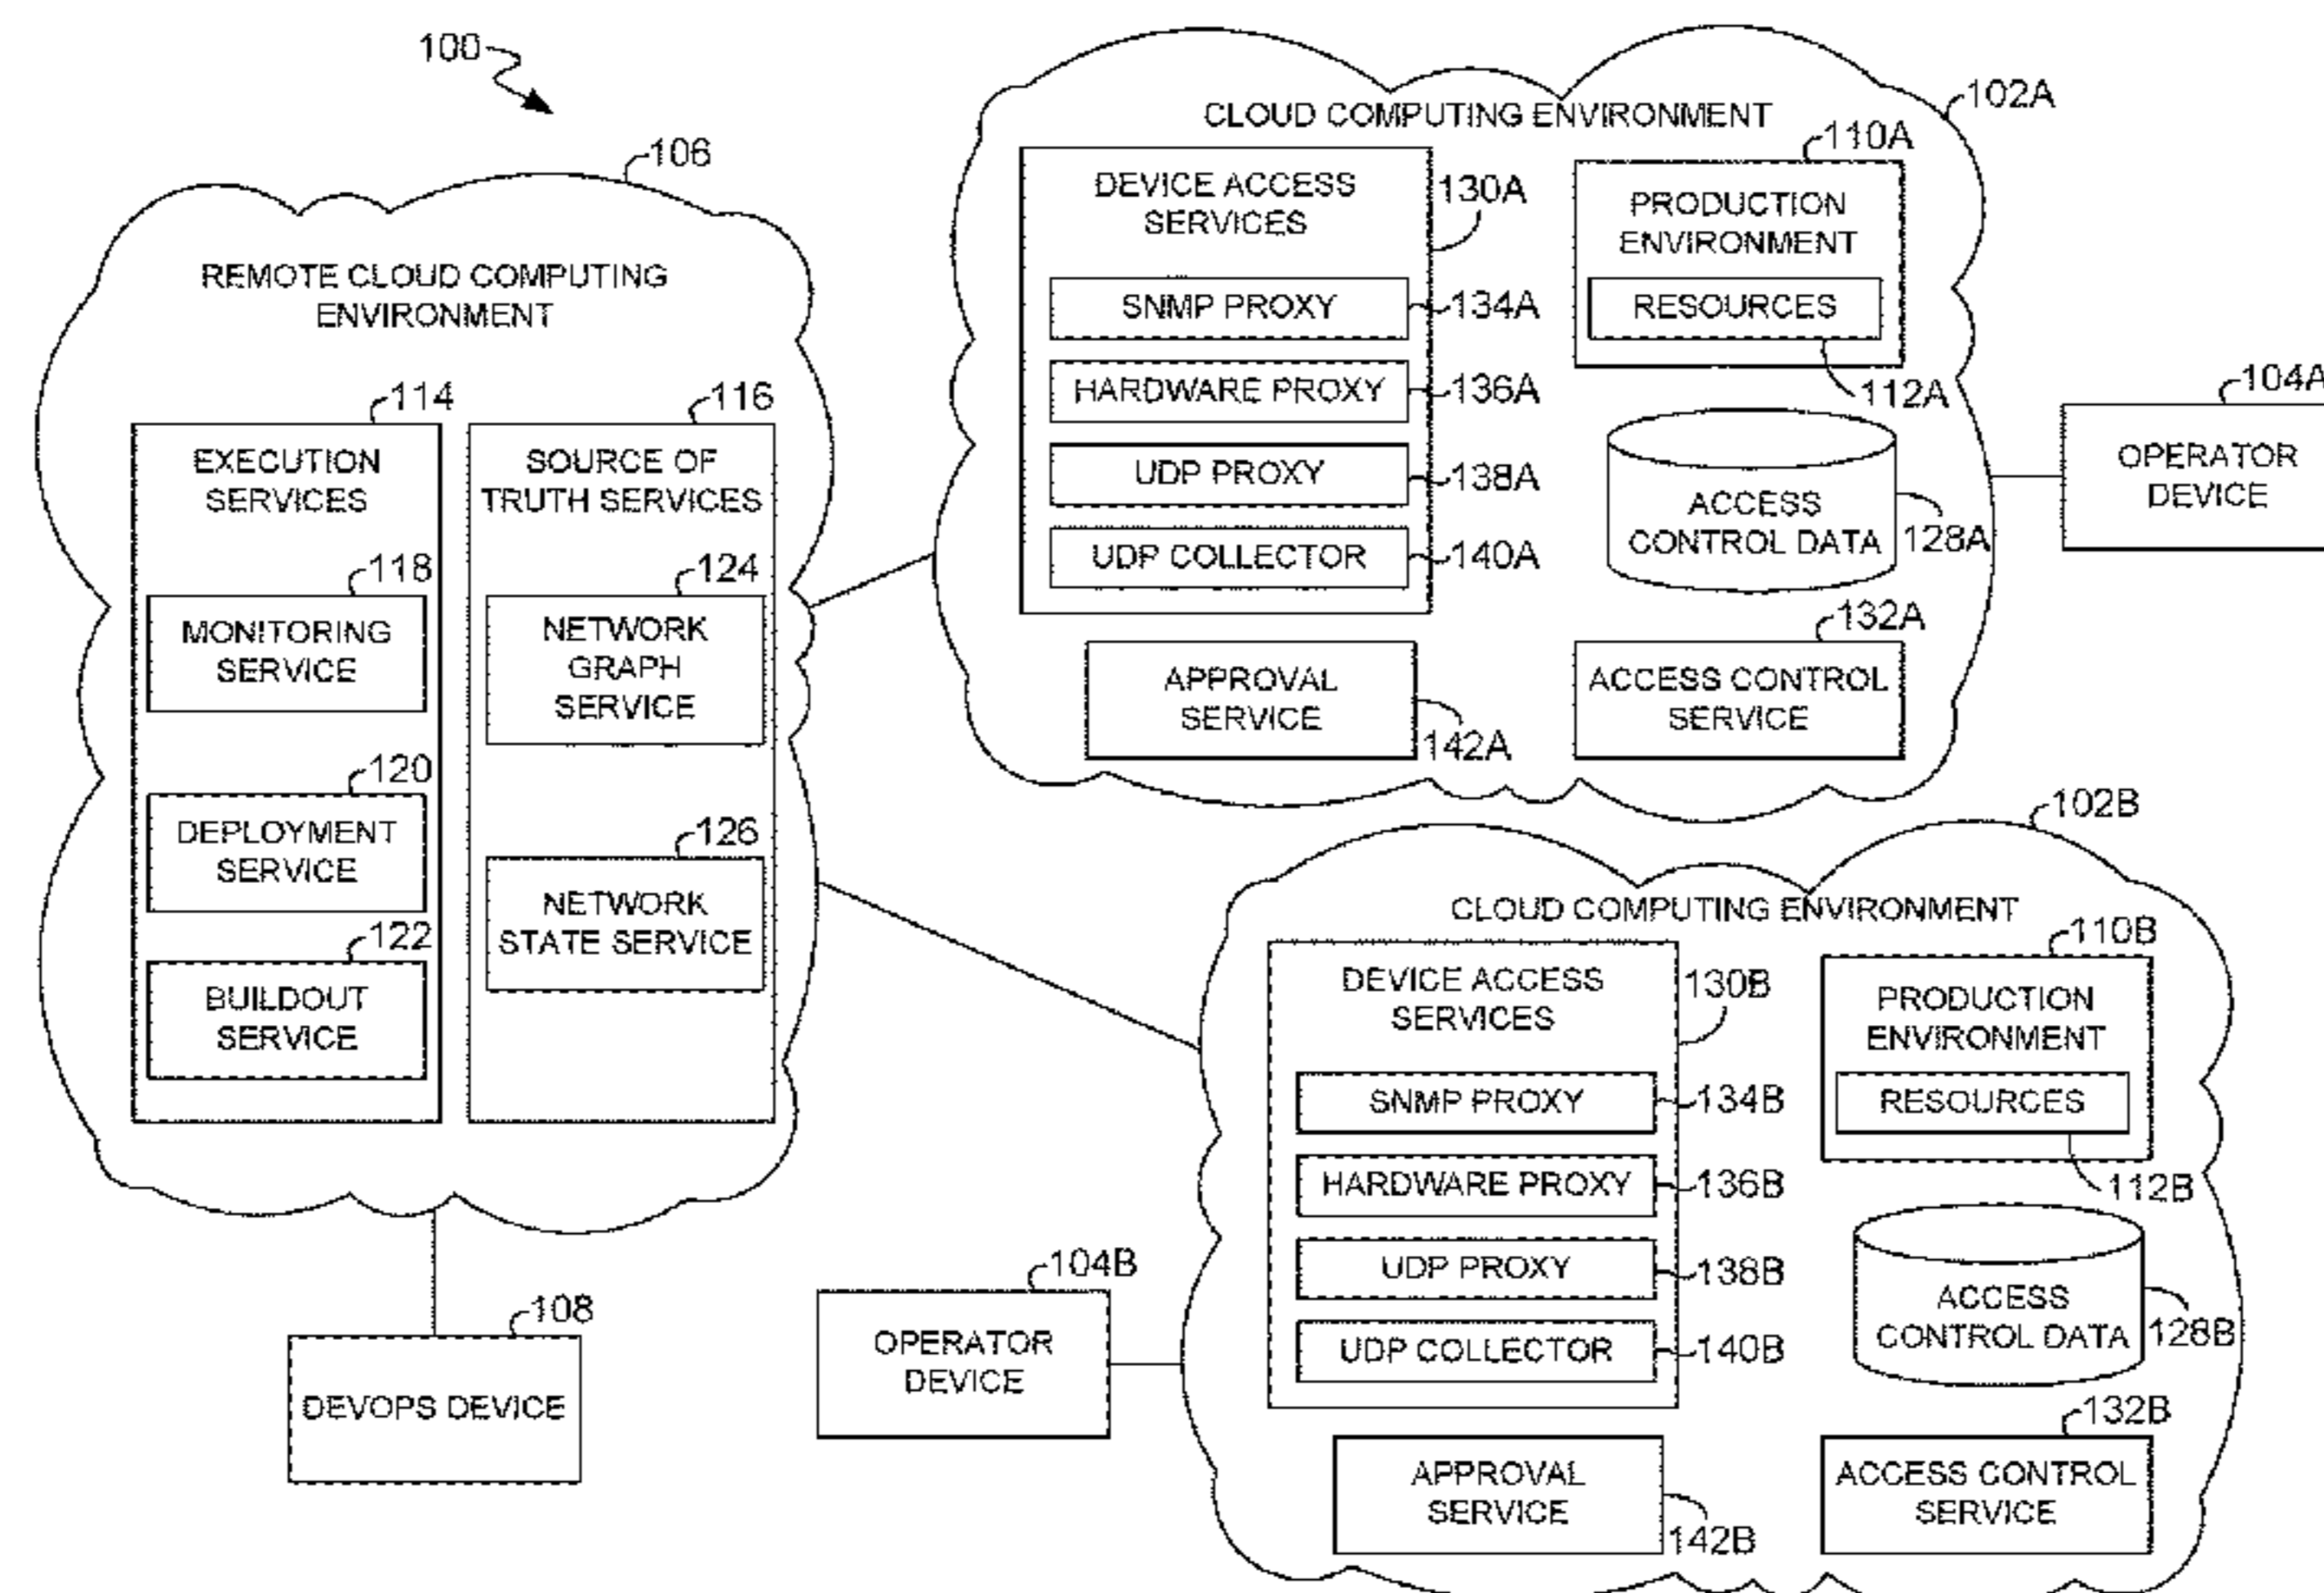 100
106
REMOTE CLOUD COMPUTING
ENVIRONMENT
114
EXECUTION
SERVICES
118
MONITORING
SERVICE
120
DEPLOYMENT
SERVICE
122
BUILDOUT
SERVICE
116
SOURCE OF
TRUTH SERVICES
124
NETWORK
GRAPH
SERVICE
126
NETWORK
STATE SERVICE
108
DEVOPS DEVICE
102A
CLOUD COMPUTING ENVIRONMENT
DEVICE ACCESS
SERVICES
130A
SNMP PROXY
134A
HARDWARE PROXY
136A
UDP PROXY
138A
UDP COLLECTOR
140A
110A
PRODUCTION
ENVIRONMENT
RESOURCES
112A
ACCESS
CONTROL DATA
128A
APPROVAL
SERVICE
142A
132A
ACCESS CONTROL
SERVICE
104A
OPERATOR
DEVICE
102B
CLOUD COMPUTING ENVIRONMENT
DEVICE ACCESS
SERVICES
130B
SNMP PROXY
134B
HARDWARE PROXY
136B
UDP PROXY
138B
UDP COLLECTOR
140B
110B
PRODUCTION
ENVIRONMENT
RESOURCES
112B
ACCESS
CONTROL DATA
128B
APPROVAL
SERVICE
142B
132B
ACCESS CONTROL
SERVICE
104B
OPERATOR
DEVICE